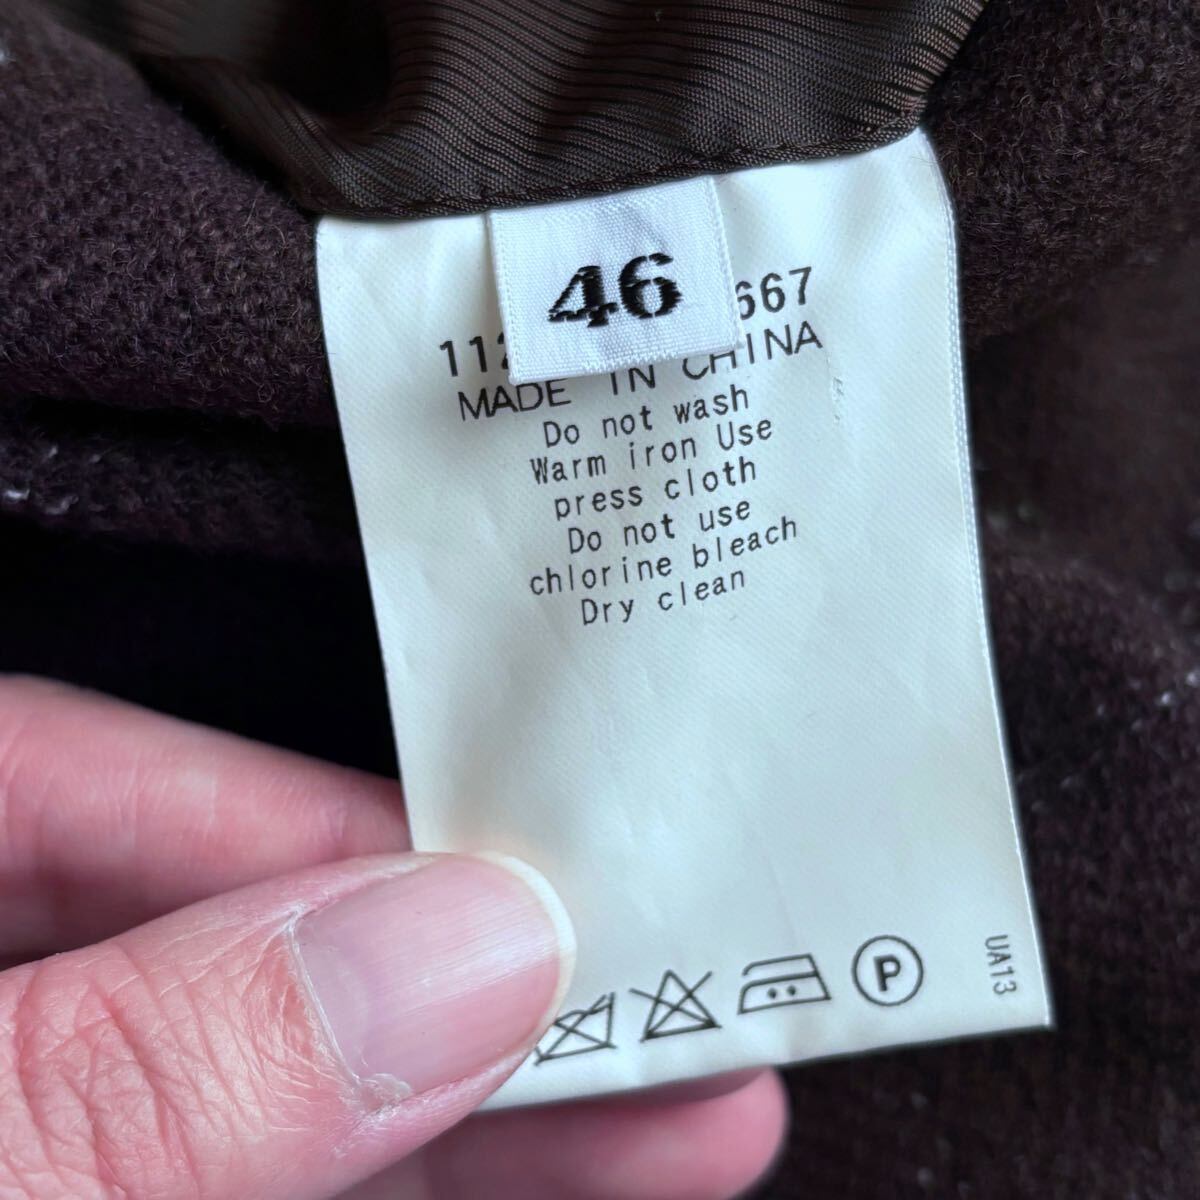 46
667
MADE IN CHINA
Do not wash
Warm iron Use
press cloth
Do not use
chlorine bleach
Dry clean
P
UA13